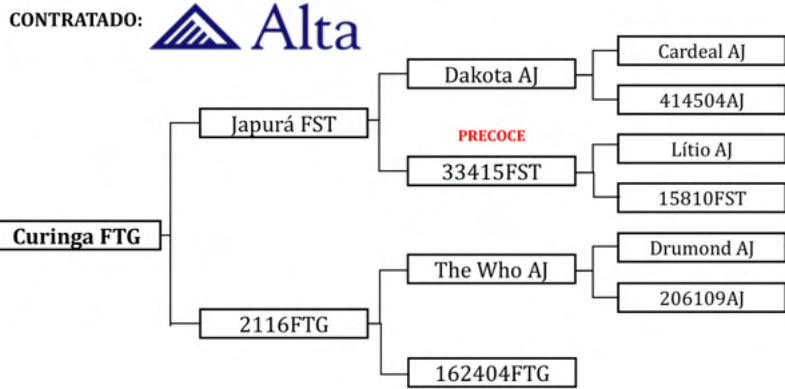 CONTRATADO:
Alta
Cardeal AJ
Dakota AJ
414504AJ
Japurá FST
PRECOCE
Lítio AJ
33415FST
15810FST
Curinga FTG
Drumond AJ
The Who AJ
206109AJ
2116FTG
162404FTG